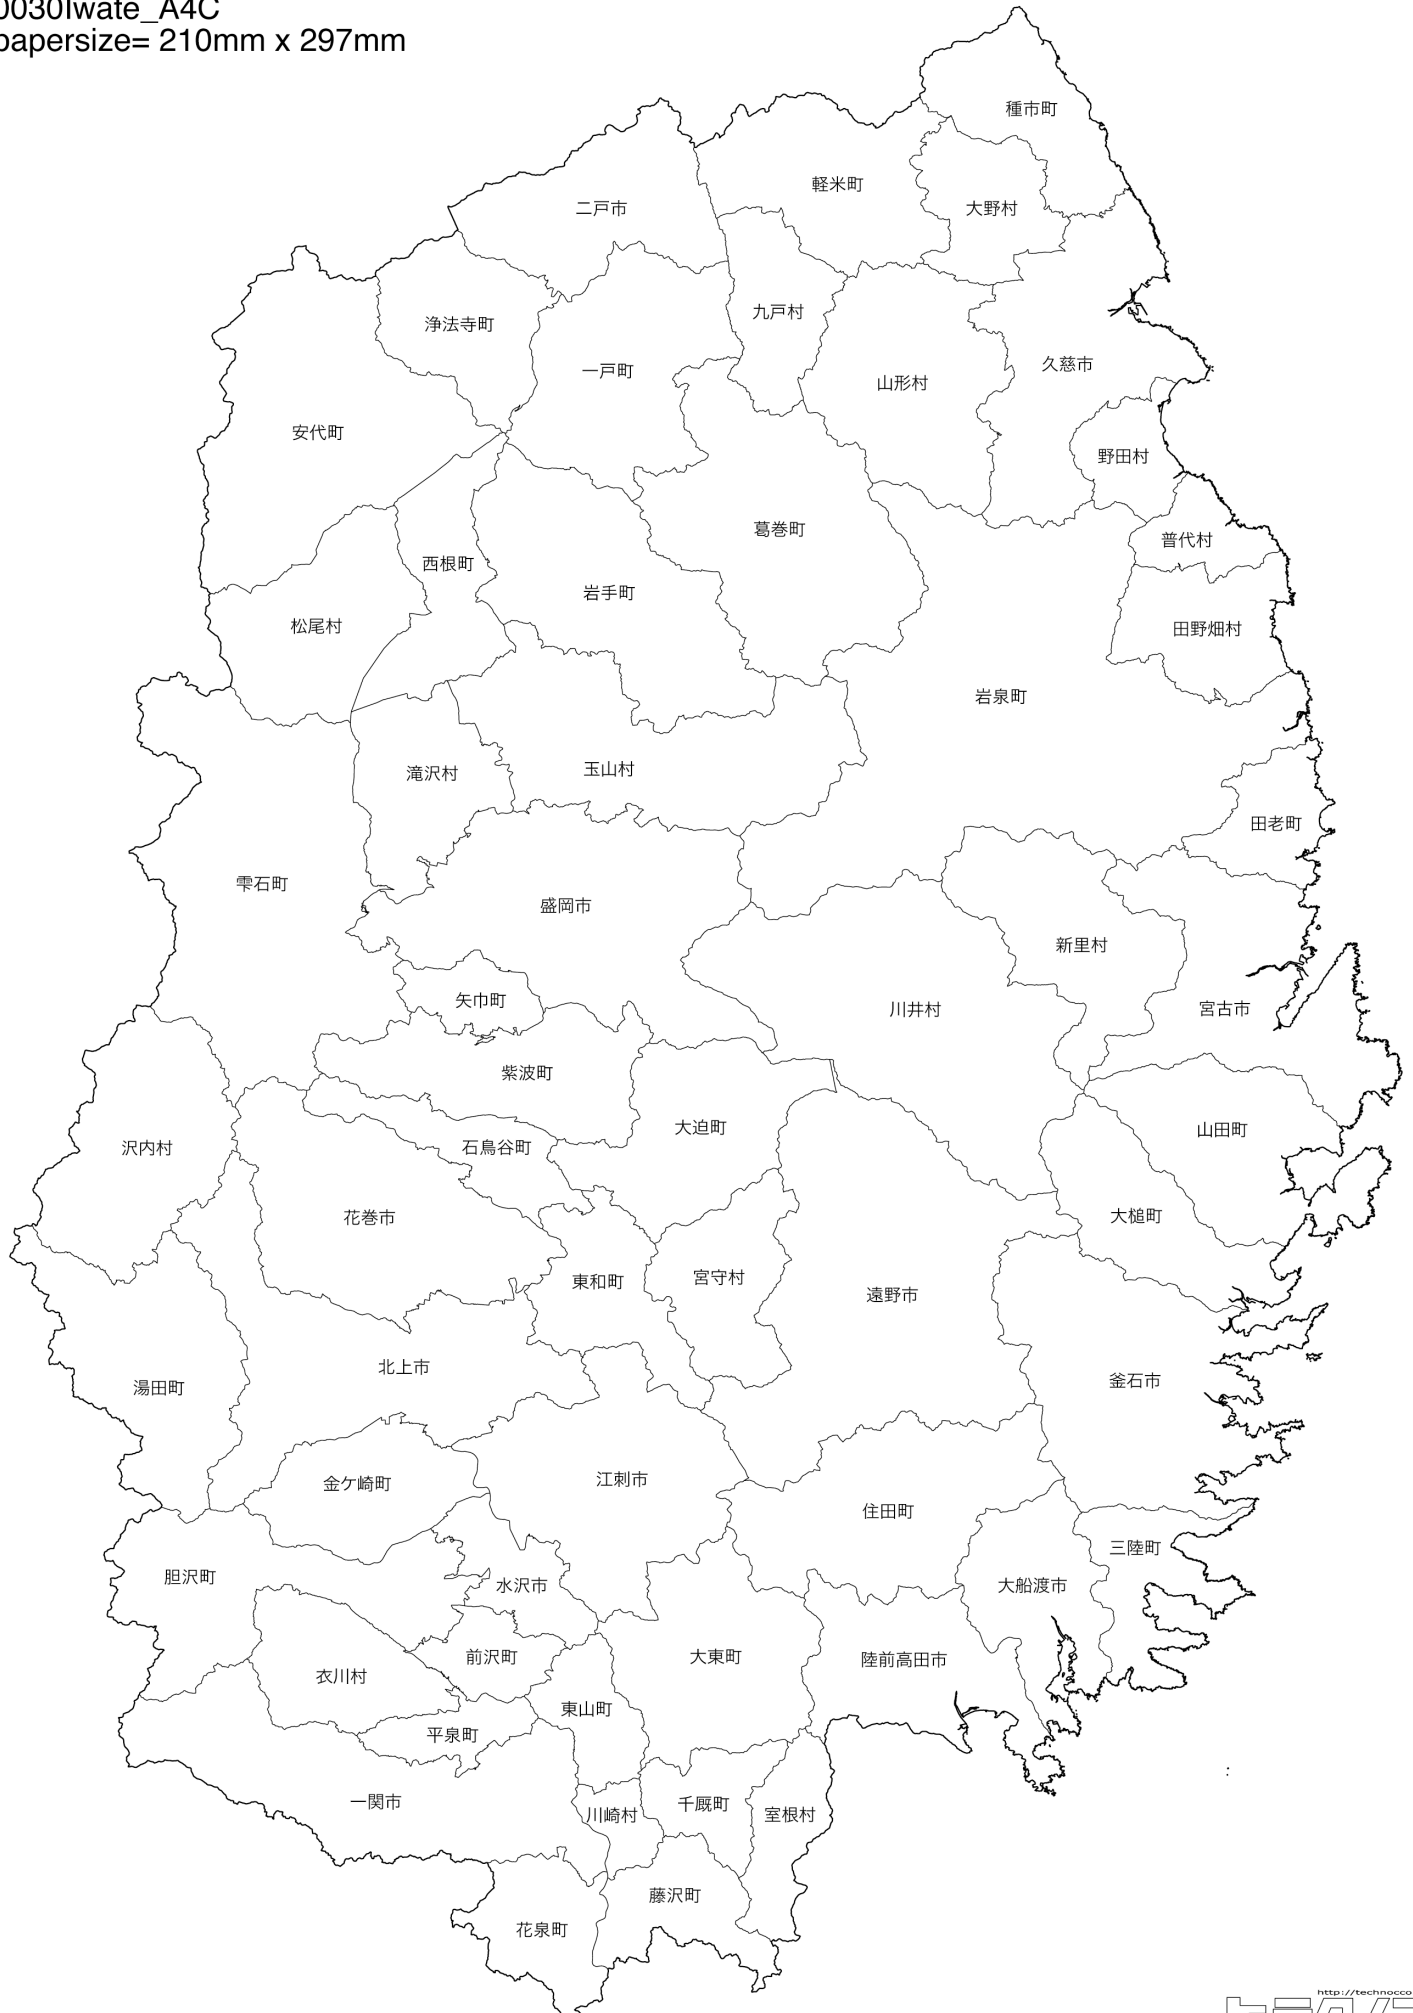 0030Iwate_A4C
papersize= 210mm x 297mm
種市町
軽米町
大野村
二戸市
九戸村
浄法寺町
久慈市
一戸町
山形村
安代町
野田村
葛巻町
普代村
西根町
岩手町
松尾村
田野畑村
岩泉町
玉山村
滝沢村
田老町
雫石町
盛岡市
新里村
矢巾町
川井村
宮古市
紫波町
大迫町
山田町
石鳥谷町
沢内村
花巻市
大槌町
宮守村
東和町
遠野市
北上市
釜石市
湯田町
江刺市
金ケ崎町
住田町
三陸町
胆沢町
水沢市
大船渡市
前沢町
大東町
陸前高田市
衣川村
東山町
平泉町
一関市
千厩町
川崎村
室根村
藤沢町
花泉町
http://technocco